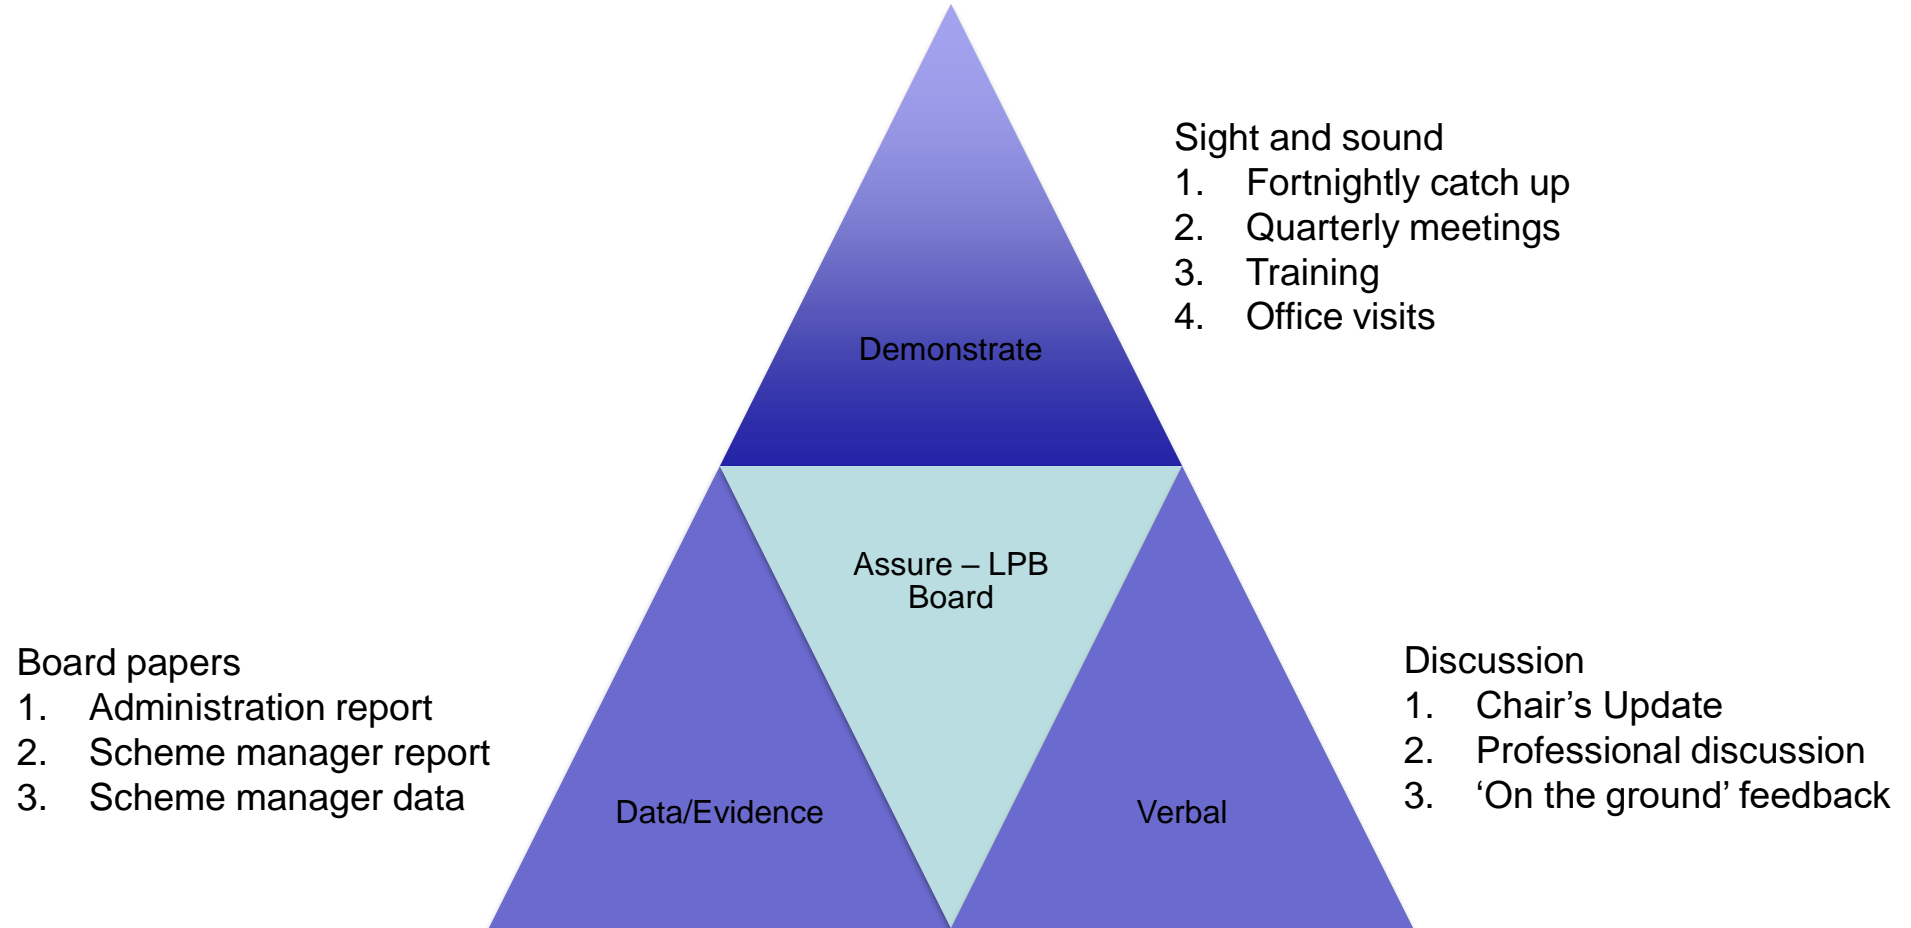 Sight and sound
1. Fortnightly catch up
2. Quarterly meetings
3. Training
4. Office visits
Demonstrate
Assure – LPB
Board
Board papers
1. Administration report
2. Scheme manager report
3. Scheme manager data
Data/Evidence
Verbal
Discussion
1. Chair’s Update
2. Professional discussion
3. ‘On the ground’ feedback